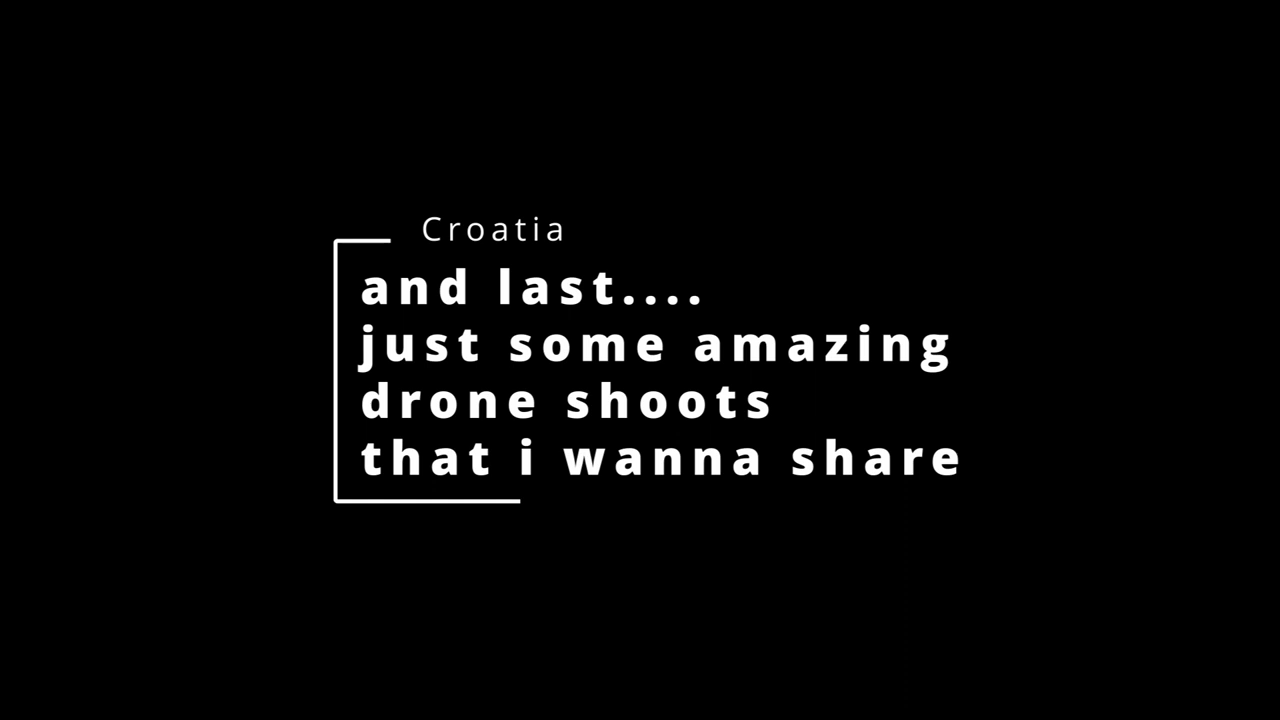 Croatia
and last....
just some amazing
drone shoots
that i wanna share